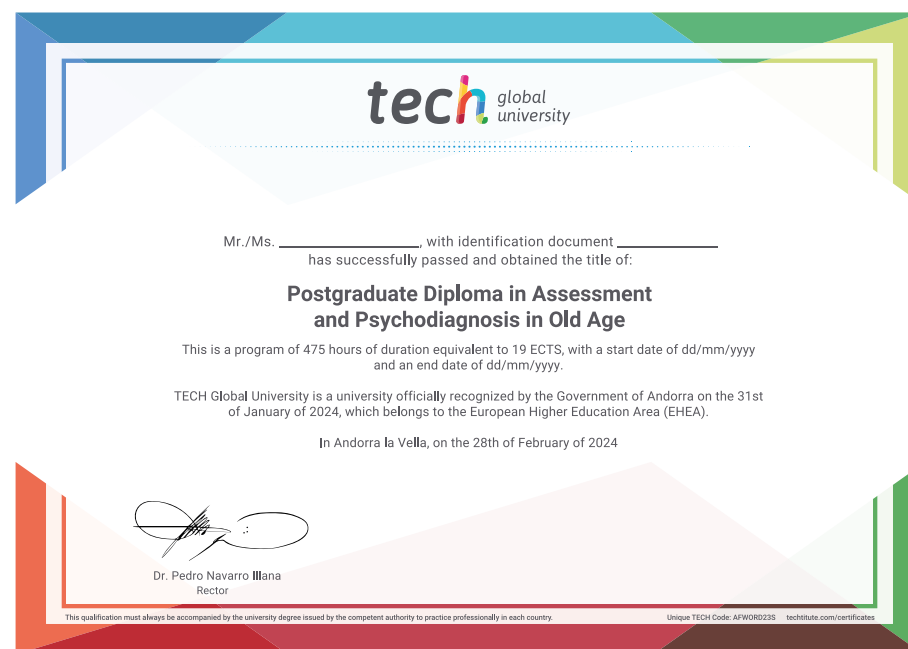 tech global
university
Mr./Ms. ____________, with identification document ____________
has successfully passed and obtained the title of:
Postgraduate Diploma in Assessment
and Psychodiagnosis in Old Age
This is a program of 475 hours of duration equivalent to 19 ECTS, with a start date of dd/mm/yyyy
and an end date of dd/mm/yyyy.
TECH Global University is a university officially recognized by the Government of Andorra on the 31st
of January of 2024, which belongs to the European Higher Education Area (EHEA).
In Andorra la Vella, on the 28th of February of 2024
Dr. Pedro Navarro Illana
Rector
This qualification must always be accompanied by the university degree issued by the competent authority to practice professionally in each country.
Unique TECH Code: AFWORD23S techtitute.com/certificates